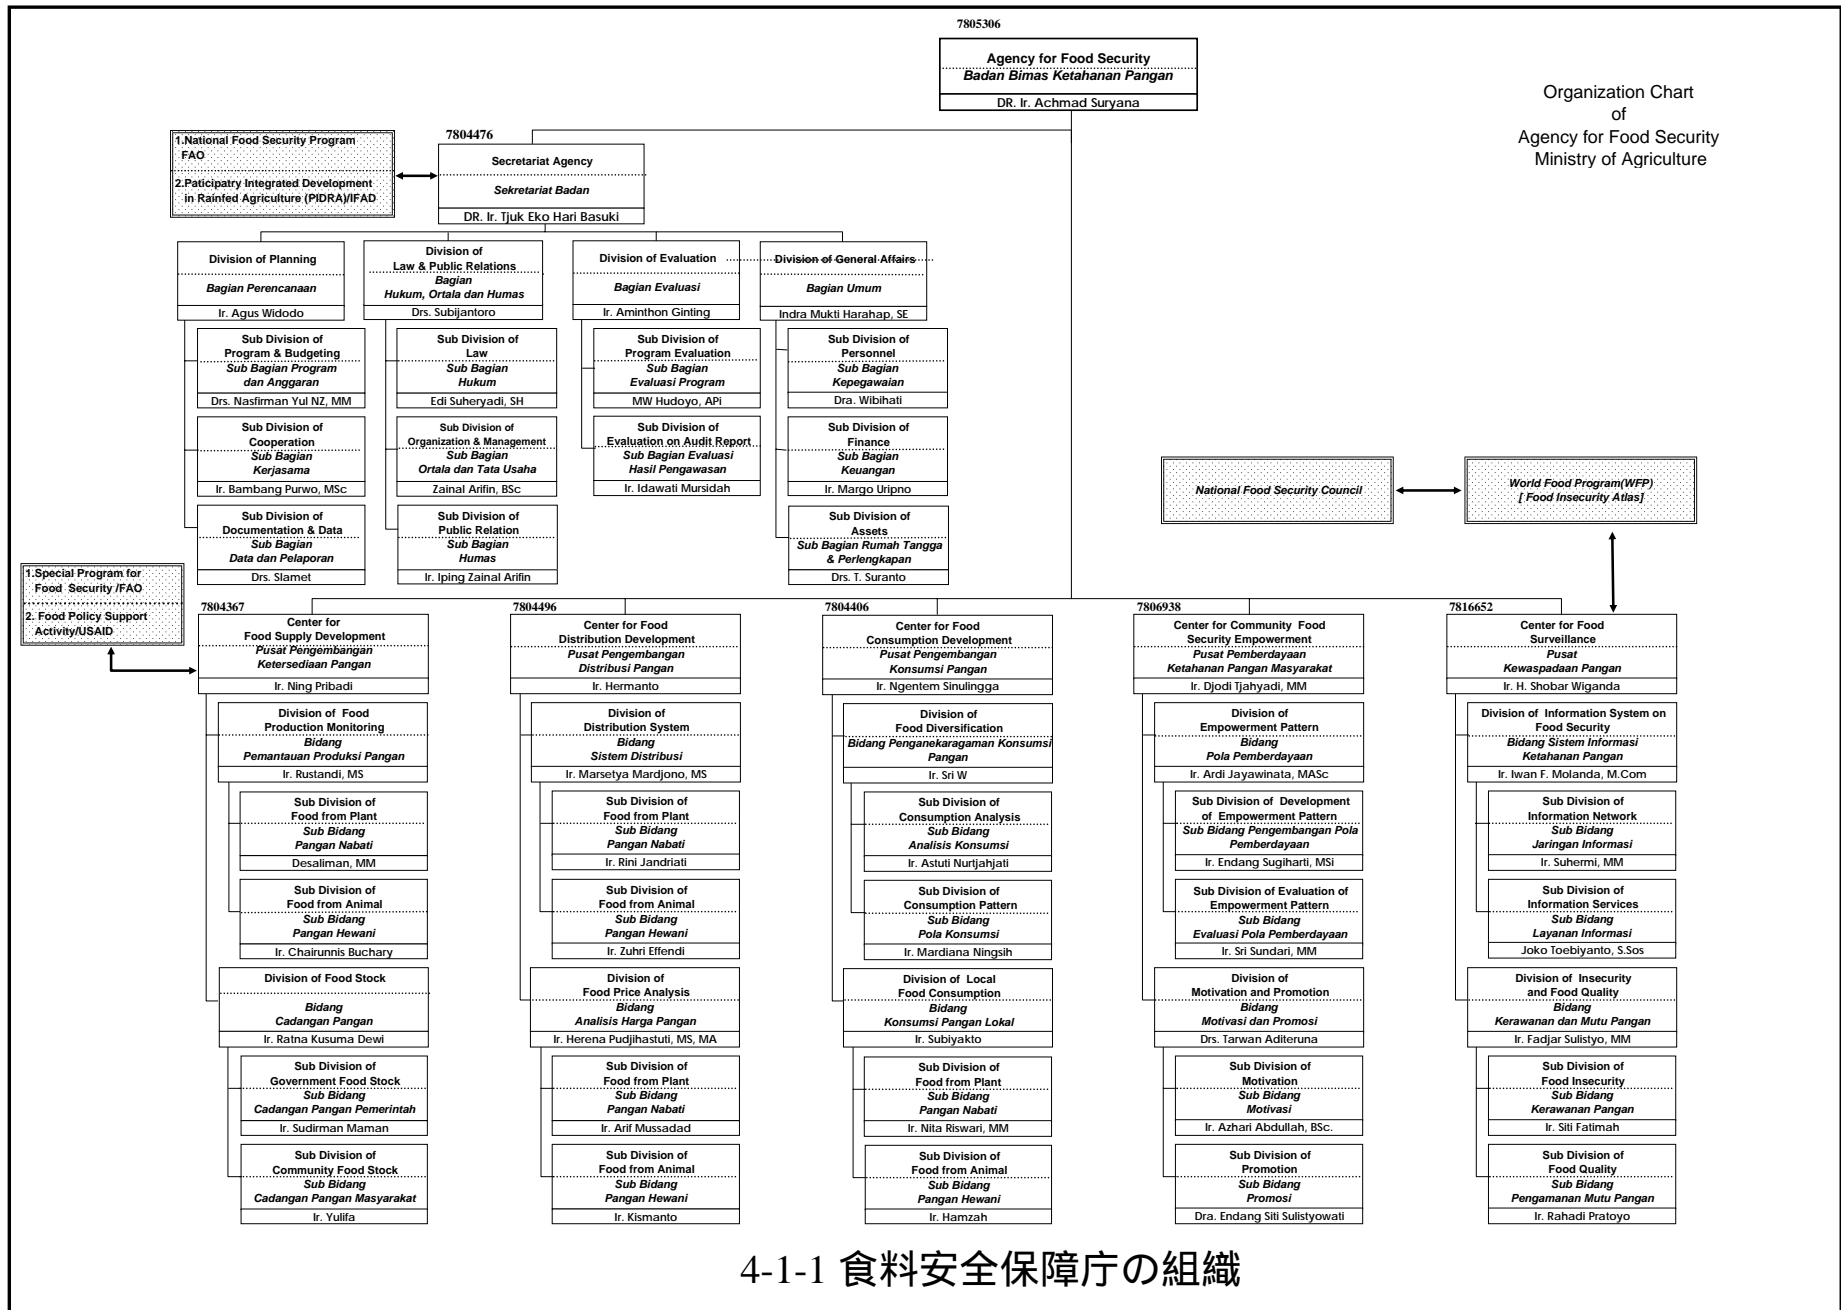 7805306
Agency for Food Security
Badan Bimas Ketahanan Pangan
DR. Ir. Achmad Suryana
Organization Chart
of
Agency for Food Security
Ministry of Agriculture
1.National Food Security Program
FAO
2.Paticipatry Integrated Development
in Rainfed Agriculture (PIDRA)/IFAD
7804476
Secretariat Agency
Sekretariat Badan
DR. Ir. Tjuk Eko Hari Basuki
Division of Planning
Bagian Perencanaan
Ir. Agus Widodo
Division of
Law & Public Relations
Bagian
Hukum, Ortala dan Humas
Drs. Subijantoro
Division of Evaluation
Bagian Evaluasi
Ir. Aminthon Ginting
Division of General Affairs
Bagian Umum
Indra Mukti Harahap, SE
Sub Division of
Program & Budgeting
Sub Bagian Program
dan Anggaran
Drs. Nasfirman Yul NZ, MM
Sub Division of
Law
Sub Bagian
Hukum
Edi Suheryadi, SH
Sub Division of
Program Evaluation
Sub Bagian
Evaluasi Program
MW Hudoyo, APi
Sub Division of
Personnel
Sub Bagian
Kepegawaian
Dra. Wibihati
Sub Division of
Cooperation
Sub Bagian
Kerjasama
Ir. Bambang Purwo, MSc
Sub Division of
Organization & Management
Sub Bagian
Ortala dan Tata Usaha
Zainal Arifin, BSc
Sub Division of
Evaluation on Audit Report
Sub Bagian Evaluasi
Hasil Pengawasan
Ir. Idawati Mursidah
Sub Division of
Finance
Sub Bagian
Keuangan
Ir. Margo Uripno
Sub Division of
Documentation & Data
Sub Bagian
Data dan Pelaporan
Drs. Slamet
Sub Division of
Public Relation
Sub Bagian
Humas
Ir. Iping Zainal Arifin
Sub Division of
Assets
Sub Bagian Rumah Tangga
& Perlengkapan
Drs. T. Suranto
National Food Security Council
World Food Program(WFP)
[ Food Insecurity Atlas]
1.Special Program for
Food Security /FAO
2. Food Policy Support
Activity/USAID
7804367
Center for
Food Supply Development
Pusat Pengembangan
Ketersediaan Pangan
Ir. Ning Pribadi
7804496
Center for Food
Distribution Development
Pusat Pengembangan
Distribusi Pangan
Ir. Hermanto
7804406
Center for Food
Consumption Development
Pusat Pengembangan
Konsumsi Pangan
Ir. Ngentem Sinulingga
7806938
Center for Community Food
Security Empowerment
Pusat Pemberdayaan
Ketahanan Pangan Masyarakat
Ir. Djodi Tjahyadi, MM
7816652
Center for Food
Surveillance
Pusat
Kewaspadaan Pangan
Ir. H. Shobar Wiganda
Division of Food
Production Monitoring
Bidang
Pemantauan Produksi Pangan
Ir. Rustandi, MS
Division of
Distribution System
Bidang
Sistem Distribusi
Ir. Marsetya Mardjono, MS
Division of
Food Diversification
Bidang Penganekaragaman Konsumsi
Pangan
Ir. Sri W
Division of
Empowerment Pattern
Bidang
Pola Pemberdayaan
Ir. Ardi Jayawinata, MASc
Division of Information System on
Food Security
Bidang Sistem Informasi
Ketahanan Pangan
Ir. Iwan F. Molanda, M.Com
Sub Division of
Food from Plant
Sub Bidang
Pangan Nabati
Desaliman, MM
Sub Division of
Food from Plant
Sub Bidang
Pangan Nabati
Ir. Rini Jandriati
Sub Division of
Consumption Analysis
Sub Bidang
Analisis Konsumsi
Ir. Astuti Nurtjahjati
Sub Division of Development
of Empowerment Pattern
Sub Bidang Pengembangan Pola
Pemberdayaan
Ir. Endang Sugiharti, MSi
Sub Division of
Information Network
Sub Bidang
Jaringan Informasi
Ir. Suhermi, MM
Sub Division of
Food from Animal
Sub Bidang
Pangan Hewani
Ir. Chairunnis Buchary
Sub Division of
Food from Animal
Sub Bidang
Pangan Hewani
Ir. Zuhri Effendi
Sub Division of
Consumption Pattern
Sub Bidang
Pola Konsumsi
Ir. Mardiana Ningsih
Sub Division of Evaluation of
Empowerment Pattern
Sub Bidang
Evaluasi Pola Pemberdayaan
Ir. Sri Sundari, MM
Sub Division of
Information Services
Sub Bidang
Layanan Informasi
Joko Toebiyanto, S.Sos
Division of Food Stock
Bidang
Cadangan Pangan
Ir. Ratna Kusuma Dewi
Division of
Food Price Analysis
Bidang
Analisis Harga Pangan
Ir. Herena Pudjihastuti, MS, MA
Division of Local
Food Consumption
Bidang
Konsumsi Pangan Lokal
Ir. Subiyakto
Division of
Motivation and Promotion
Bidang
Motivasi dan Promosi
Drs. Tarwan Aditeruna
Division of Insecurity
and Food Quality
Bidang
Kerawanan dan Mutu Pangan
Ir. Fadjar Sulistyo, MM
Sub Division of
Government Food Stock
Sub Bidang
Cadangan Pangan Pemerintah
Ir. Sudirman Maman
Sub Division of
Food from Plant
Sub Bidang
Pangan Nabati
Ir. Arif Mussadad
Sub Division of
Food from Plant
Sub Bidang
Pangan Nabati
Ir. Nita Riswari, MM
Sub Division of
Motivation
Sub Bidang
Motivasi
Ir. Azhari Abdullah, BSc.
Sub Division of
Food Insecurity
Sub Bidang
Kerawanan Pangan
Ir. Siti Fatimah
Sub Division of
Community Food Stock
Sub Bidang
Cadangan Pangan Masyarakat
Ir. Yulifa
Sub Division of
Food from Animal
Sub Bidang
Pangan Hewani
Ir. Kismanto
Sub Division of
Food from Animal
Sub Bidang
Pangan Hewani
Ir. Hamzah
Sub Division of
Promotion
Sub Bidang
Promosi
Dra. Endang Siti Sulistyowati
Sub Division of
Food Quality
Sub Bidang
Pengamanan Mutu Pangan
Ir. Rahadi Pratoyo
4-1-1 食料安全保障庁の組織